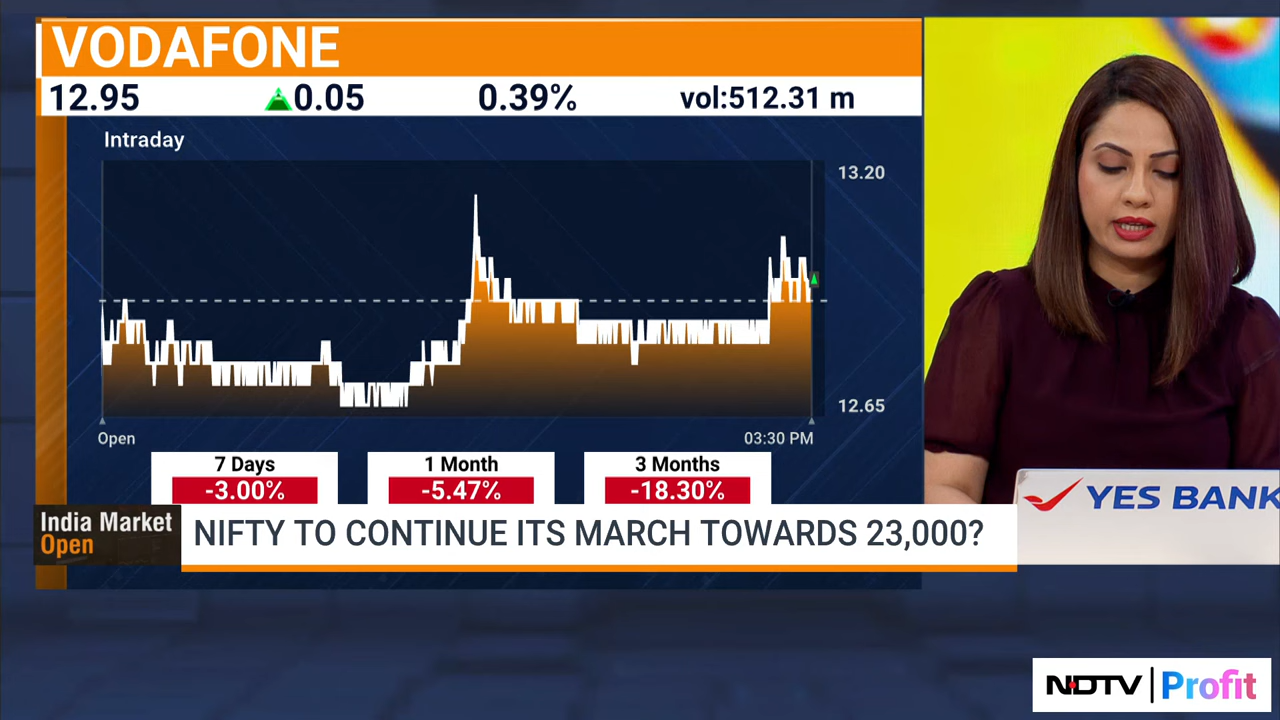 VODAFONE
12.95 0.05 0.39% vol:512.31 m
Intraday
13.20
12.65
Open 03:30 PM
7 Days 1 Month 3 Months
-3.00% -5.47% -18.30%
India Market
Open
NIFTY TO CONTINUE ITS MARCH TOWARDS 23,000?
YES BANK
NDTV Profit